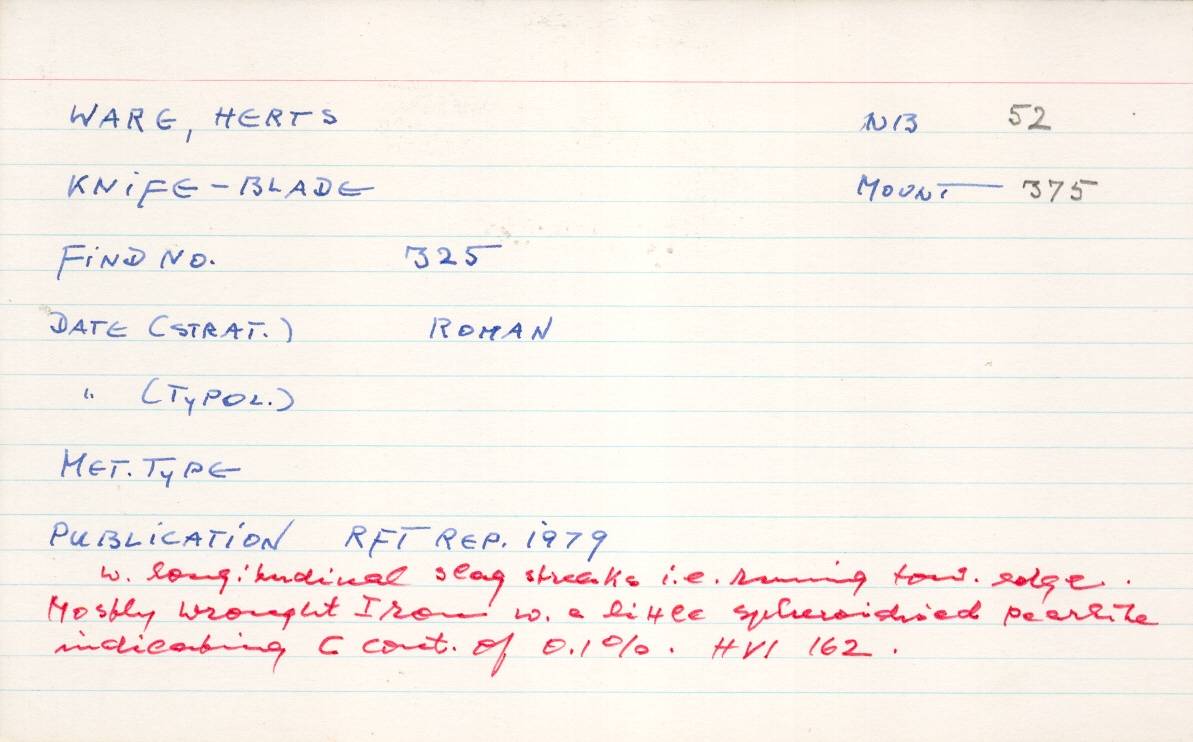 WARE, HERTS NB 52
KNIFE-BLADE MOUNT 375
FIND NO. 325
DATE (STRAT.) ROMAN
" (TYPOL.)
MET. TYPE
PUBLICATION RFT REP. 1979
w. longitudinal slag streaks i.e. running tow. edge.
Mostly wrought Iron w. a little spheroidised pearlite
indicating C cont. of 0.1%. HV1 162.